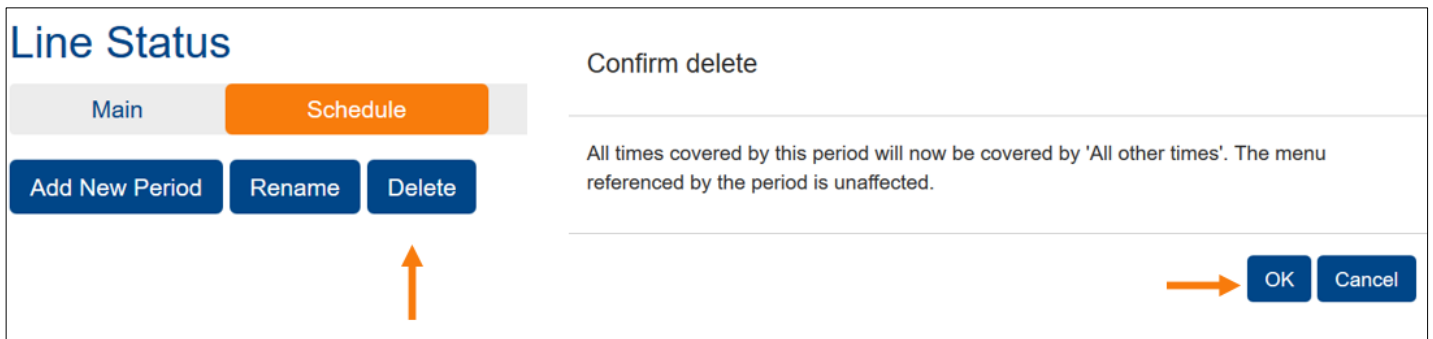 Line Status
Main
Schedule
Add New Period
Rename
Delete
Confirm delete
All times covered by this period will now be covered by 'All other times'. The menu
referenced by the period is unaffected.
OK
Cancel